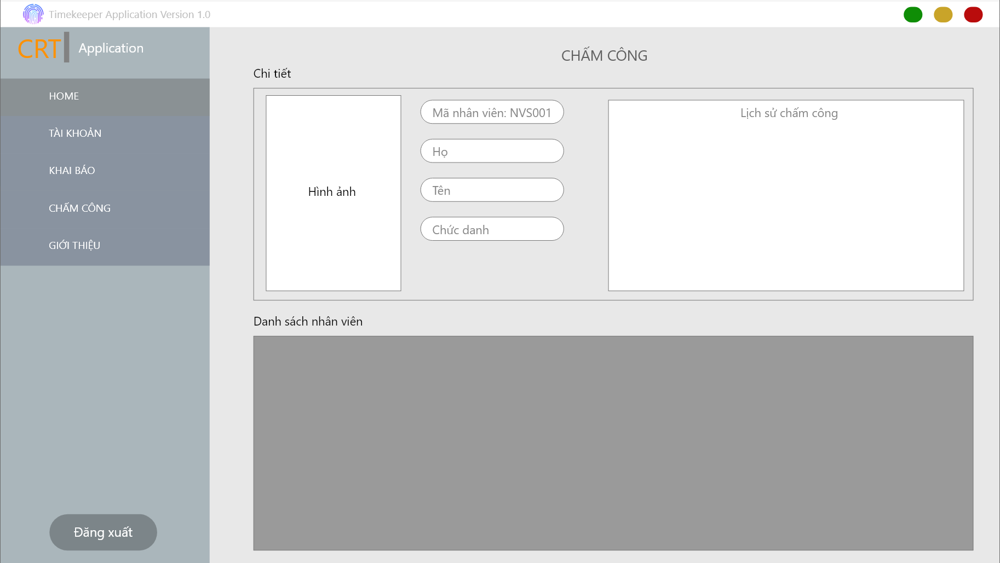 Timekeeper Application Version 1.0
CRT Application
HOME
TÀI KHOẢN
KHAI BÁO
CHẤM CÔNG
GIỚI THIỆU
Đăng xuất
CHẤM CÔNG
Chi tiết
Hình ảnh
Mã nhân viên: NVS001
Họ
Tên
Chức danh
Lịch sử chấm công
Danh sách nhân viên